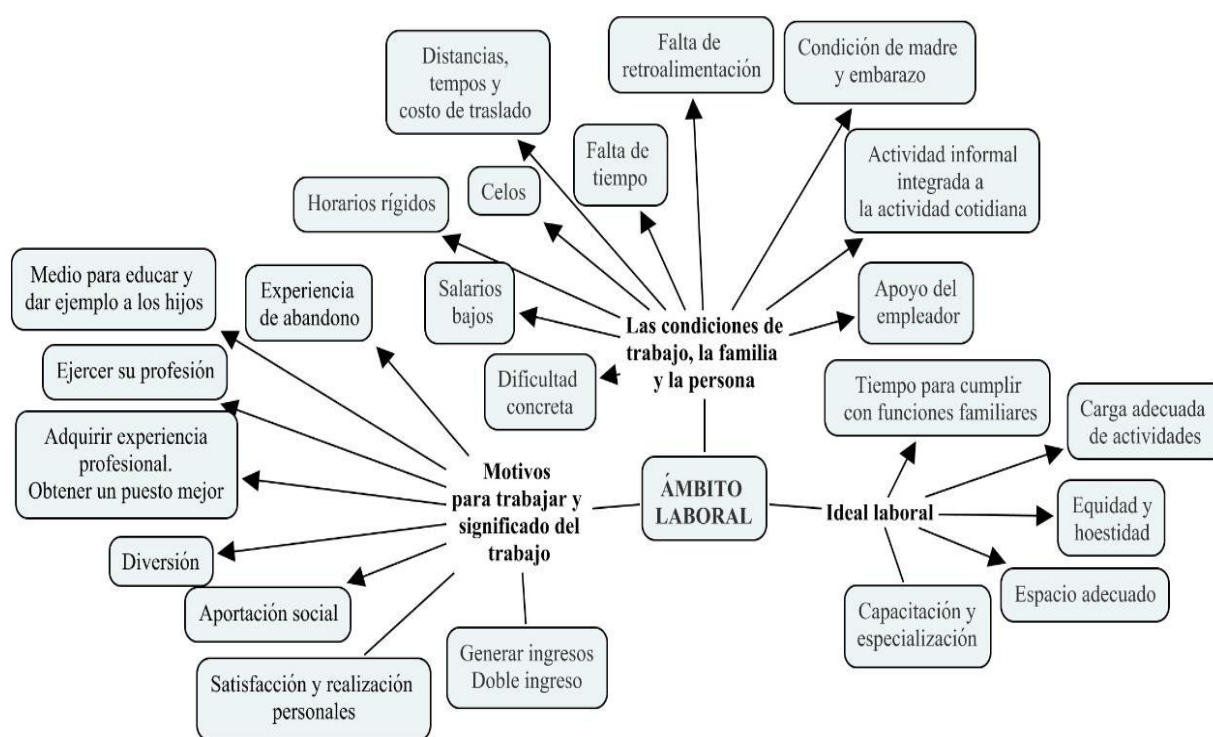 Distancias,
tempos y
costo de traslado
Falta de
retroalimentación
Condición de madre
y embarazo
Falta de
tiempo
Actividad informal
integrada a
la actividad cotidiana
Celos
Horarios rígidos
Medio para educar y
dar ejemplo a los hijos
Experiencia
de abandono
Salarios
bajos
Las condiciones de
trabajo, la familia
y la persona
Apoyo del
empleador
Ejercer su profesión
Dificultad
concreta
Tiempo para cumplir
con funciones familiares
Carga adecuada
de actividades
Adquirir experiencia
profesional.
Obtener un puesto mejor
Motivos
para trabajar y
significado del
trabajo
ÁMBITO
LABORAL
Ideal laboral
Equidad y
hoestidad
Diversión
Aportación social
Espacio adecuado
Capacitación y
especialización
Generar ingresos
Doble ingreso
Satisfacción y realización
personales